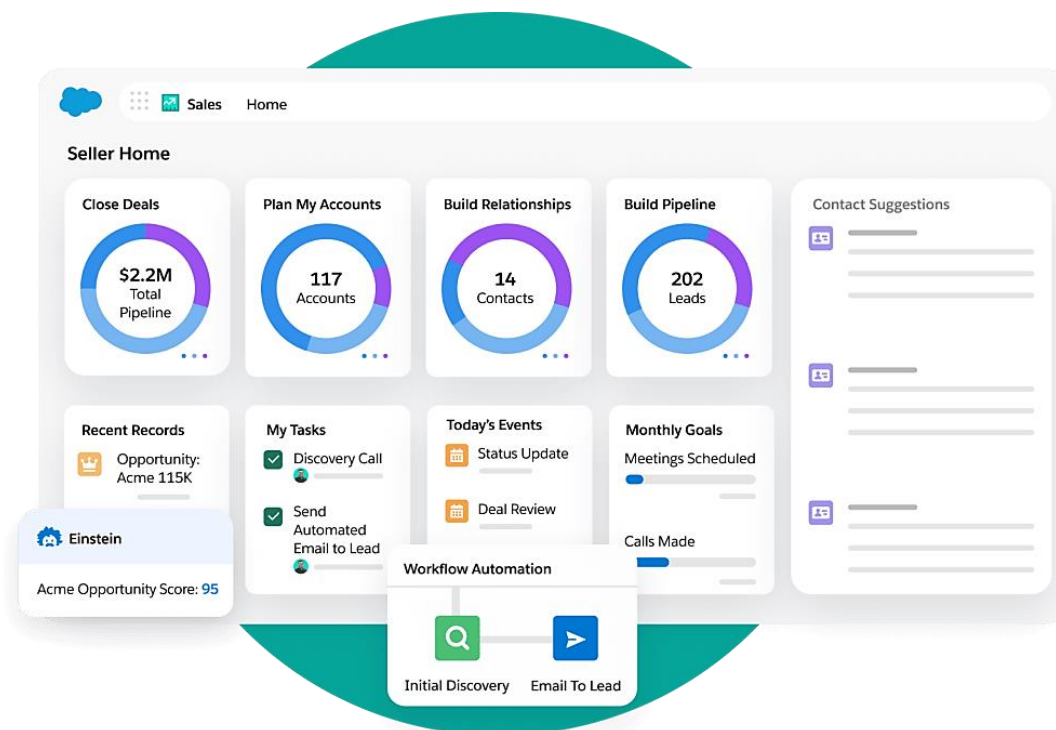 Sales Home
Seller Home
Close Deals
$2.2M
Total
Pipeline
Plan My Accounts
117
Accounts
Build Relationships
14
Contacts
Build Pipeline
202
Leads
Contact Suggestions
Recent Records
Opportunity:
Acme 115K
My Tasks
Discovery Call
Send
Automated
Email to Lead
Today's Events
Status Update
Deal Review
Monthly Goals
Meetings Scheduled
Calls Made
Einstein
Acme Opportunity Score: 95
Workflow Automation
Initial Discovery
Email To Lead